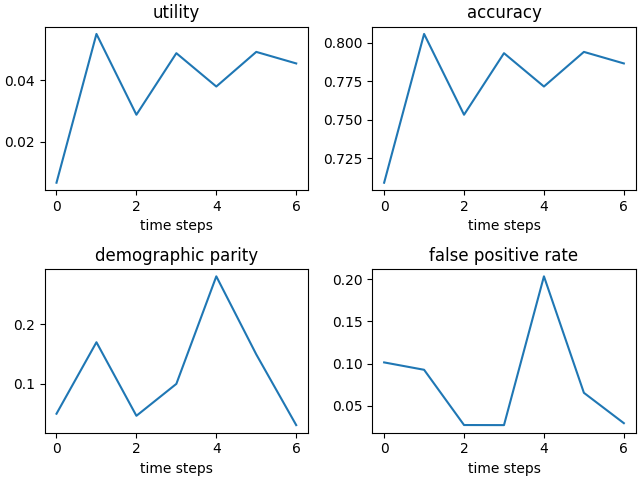 utility
0.04
0.02
0 2 4 6
time steps
accuracy
0.800
0.775
0.750
0.725
0 2 4 6
time steps
demographic parity
0.2
0.1
0 2 4 6
time steps
false positive rate
0.20
0.15
0.10
0.05
0 2 4 6
time steps